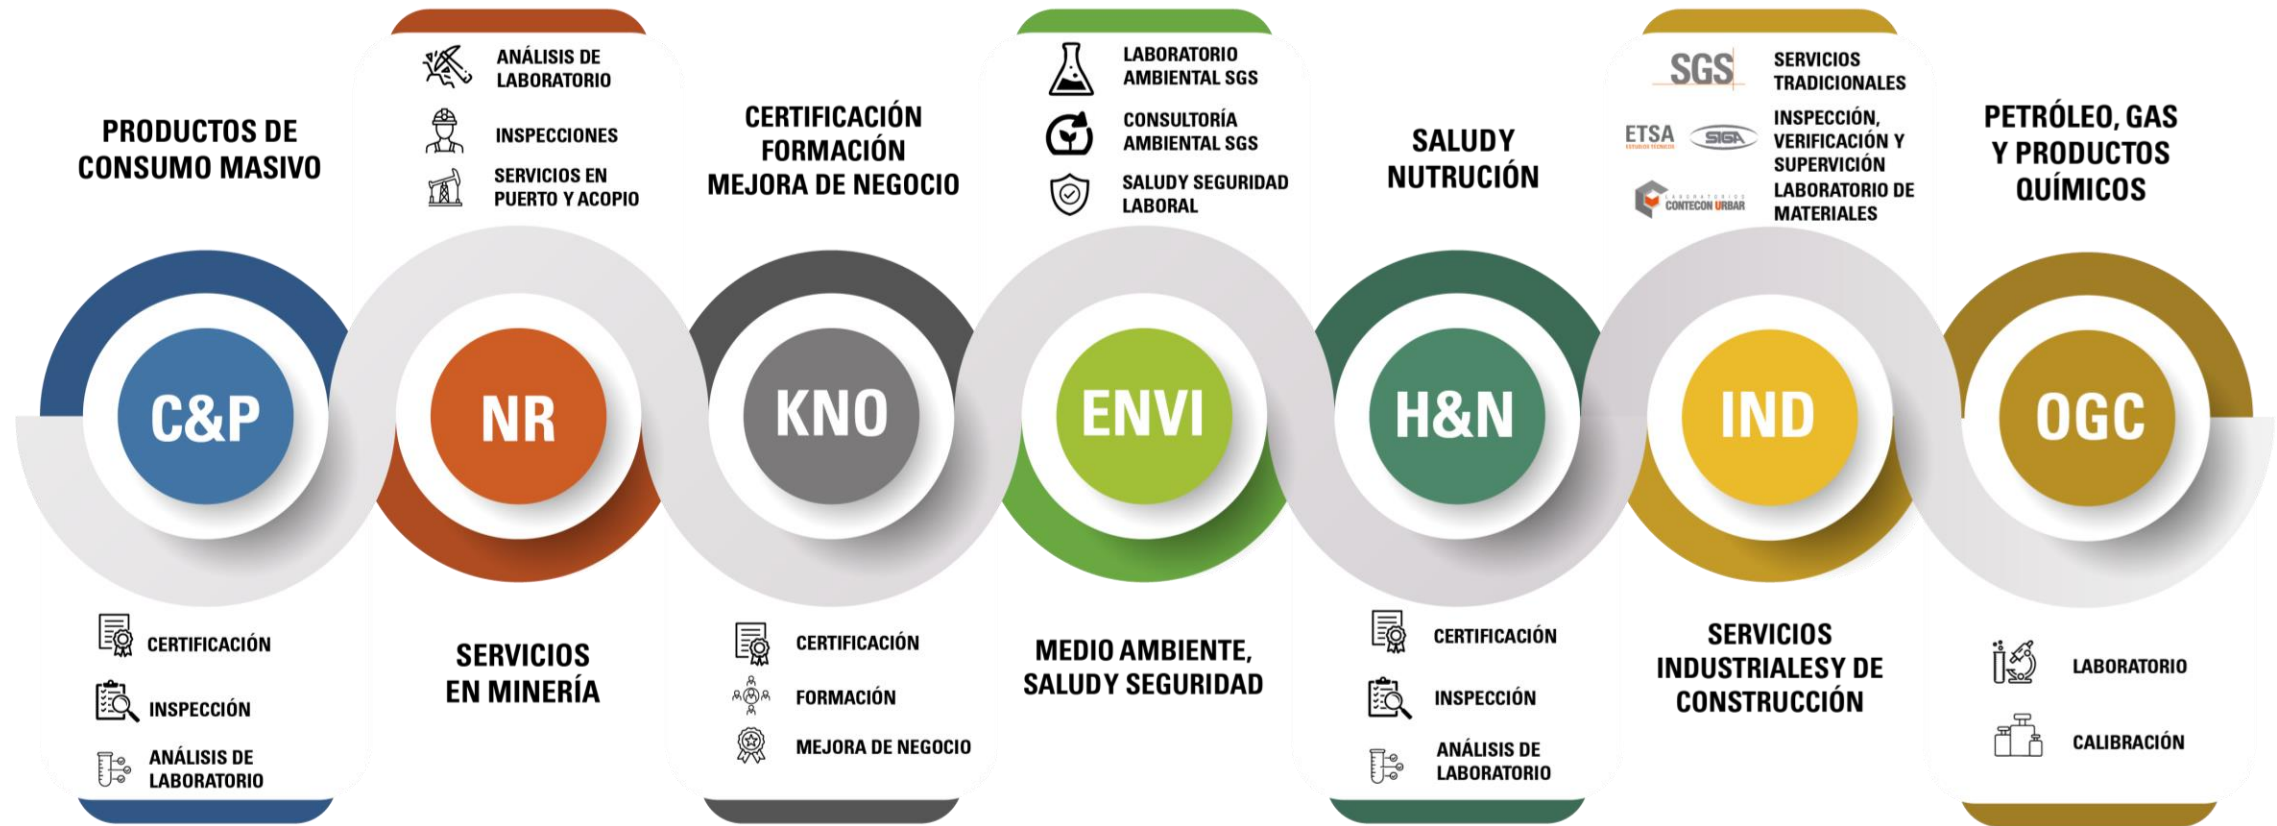 PRODUCTOS DE
CONSUMO MASIVO
C&P
CERTIFICACIÓN
INSPECCIÓN
ANÁLISIS DE
LABORATORIO
ANÁLISIS DE
LABORATORIO
INSPECCIONES
SERVICIOS EN
PUERTO Y ACOPIO
NR
SERVICIOS
EN MINERÍA
CERTIFICACIÓN
FORMACIÓN
MEJORA DE NEGOCIO
KNO
CERTIFICACIÓN
FORMACIÓN
MEJORA DE NEGOCIO
LABORATORIO
AMBIENTAL SGS
CONSULTORÍA
AMBIENTAL SGS
SALUDY SEGURIDAD
LABORAL
ENVI
MEDIO AMBIENTE,
SALUDY SEGURIDAD
SALUDY
NUTRUCIÓN
H&N
CERTIFICACIÓN
INSPECCIÓN
ANÁLISIS DE
LABORATORIO
SGS
SERVICIOS
TRADICIONALES
ETSA
ESTUDIOS TÉCNICOS
SIGA
INSPECCIÓN,
VERIFICACIÓN Y
SUPERVICIÓN
LABORATORIOS
CONTECON URBAR
LABORATORIO DE
MATERIALES
IND
SERVICIOS
INDUSTRIALESY DE
CONSTRUCCIÓN
PETRÓLEO, GAS
Y PRODUCTOS
QUÍMICOS
OGC
LABORATORIO
CALIBRACIÓN